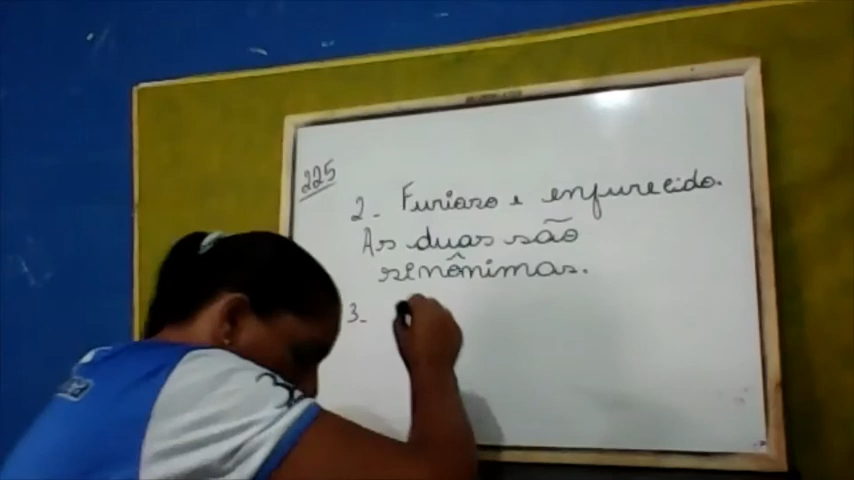 225
2- Furioso e enfurecido.
As duas são
sinônimas.
3-